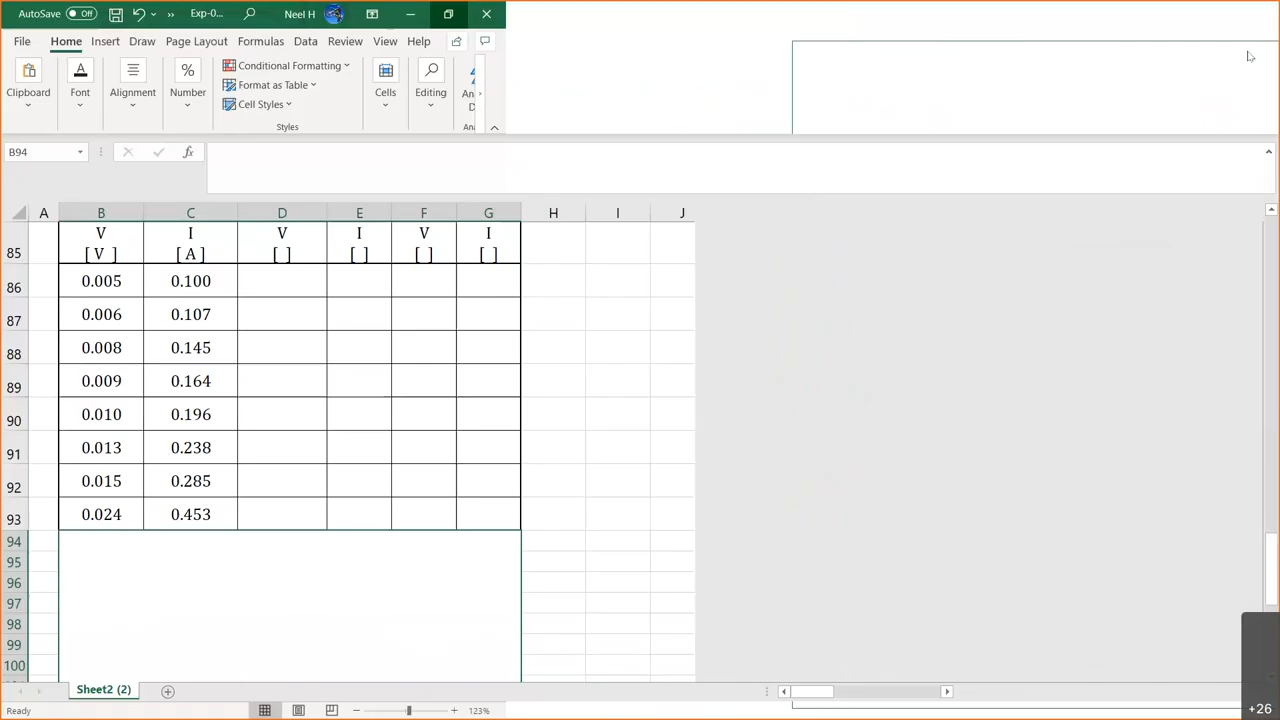 AutoSave Off Exp-0... Neel H
File Home Insert Draw Page Layout Formulas Data Review View Help
Clipboard Font Alignment Number Conditional Formatting Format as Table Cell Styles Cells Editing An D
Styles Ana
B94 fx
A B C D E F G H I J
V I V I V I
85 [ V ] [ A ] [ ] [ ] [ ] [ ]
86 0.005 0.100
87 0.006 0.107
88 0.008 0.145
89 0.009 0.164
90 0.010 0.196
91 0.013 0.238
92 0.015 0.285
93 0.024 0.453
94
95
96
97
98
99
100
Sheet2 (2)
Ready 123%
+26